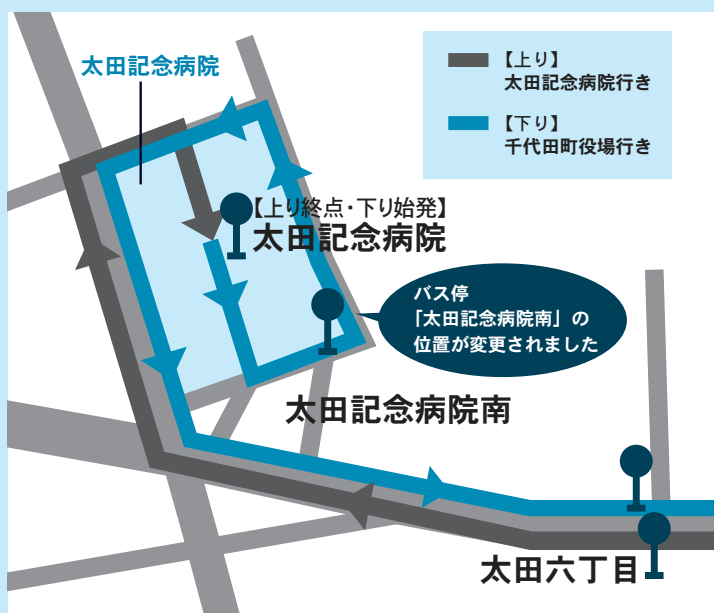 太田記念病院
【上り】
太田記念病院行き
【下り】
千代田町役場行き
【上り終点・下り始発】
太田記念病院
バス停
「太田記念病院南」の
位置が変更されました
太田記念病院南
太田六丁目